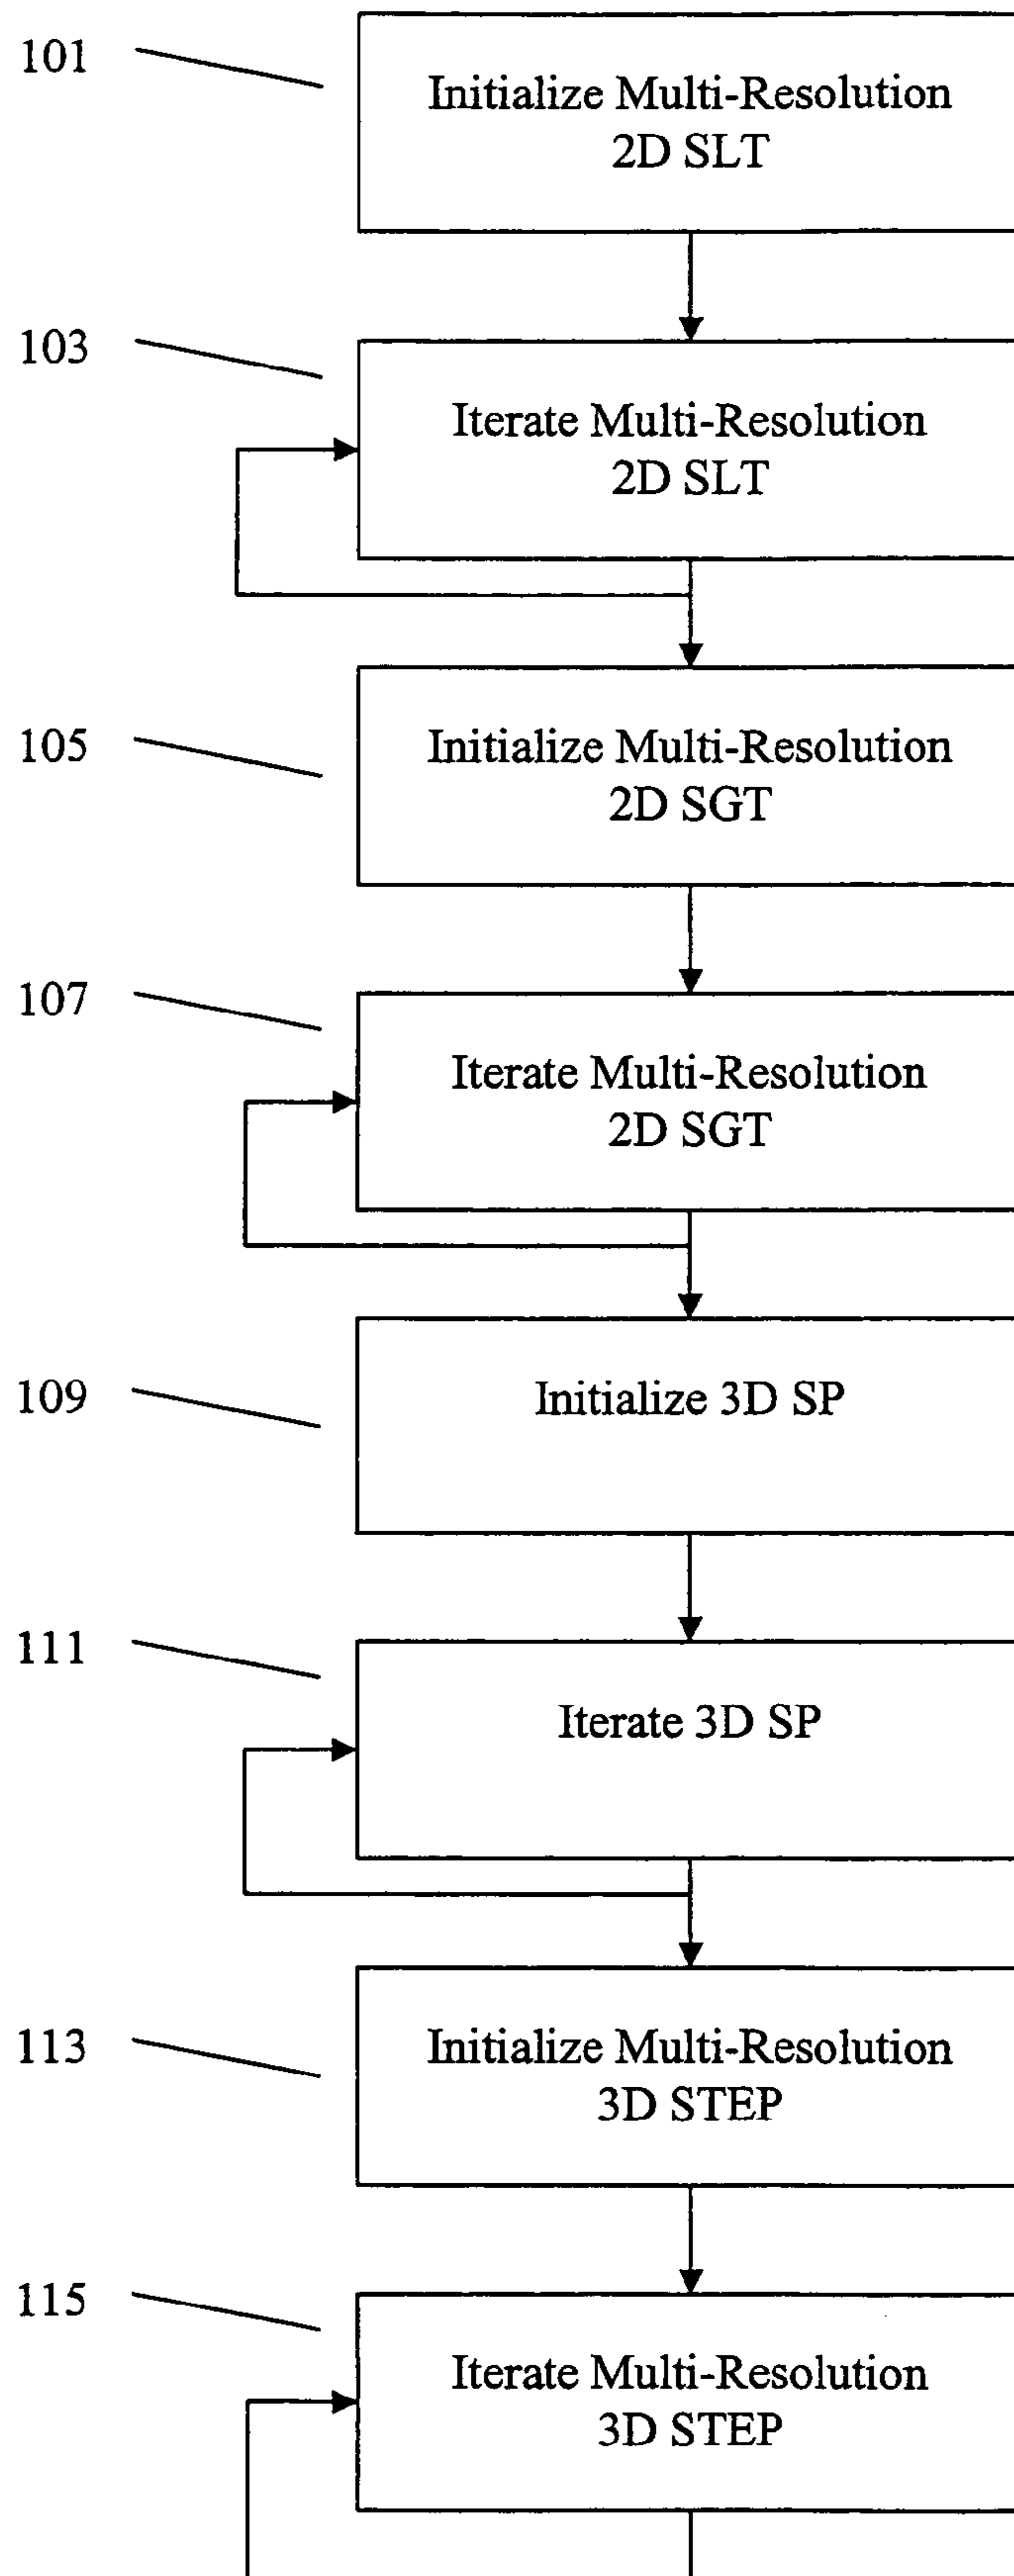 101
Initialize Multi-Resolution
2D SLT
103
Iterate Multi-Resolution
2D SLT
105
Initialize Multi-Resolution
2D SGT
107
Iterate Multi-Resolution
2D SGT
109
Initialize 3D SP
111
Iterate 3D SP
113
Initialize Multi-Resolution
3D STEP
115
Iterate Multi-Resolution
3D STEP